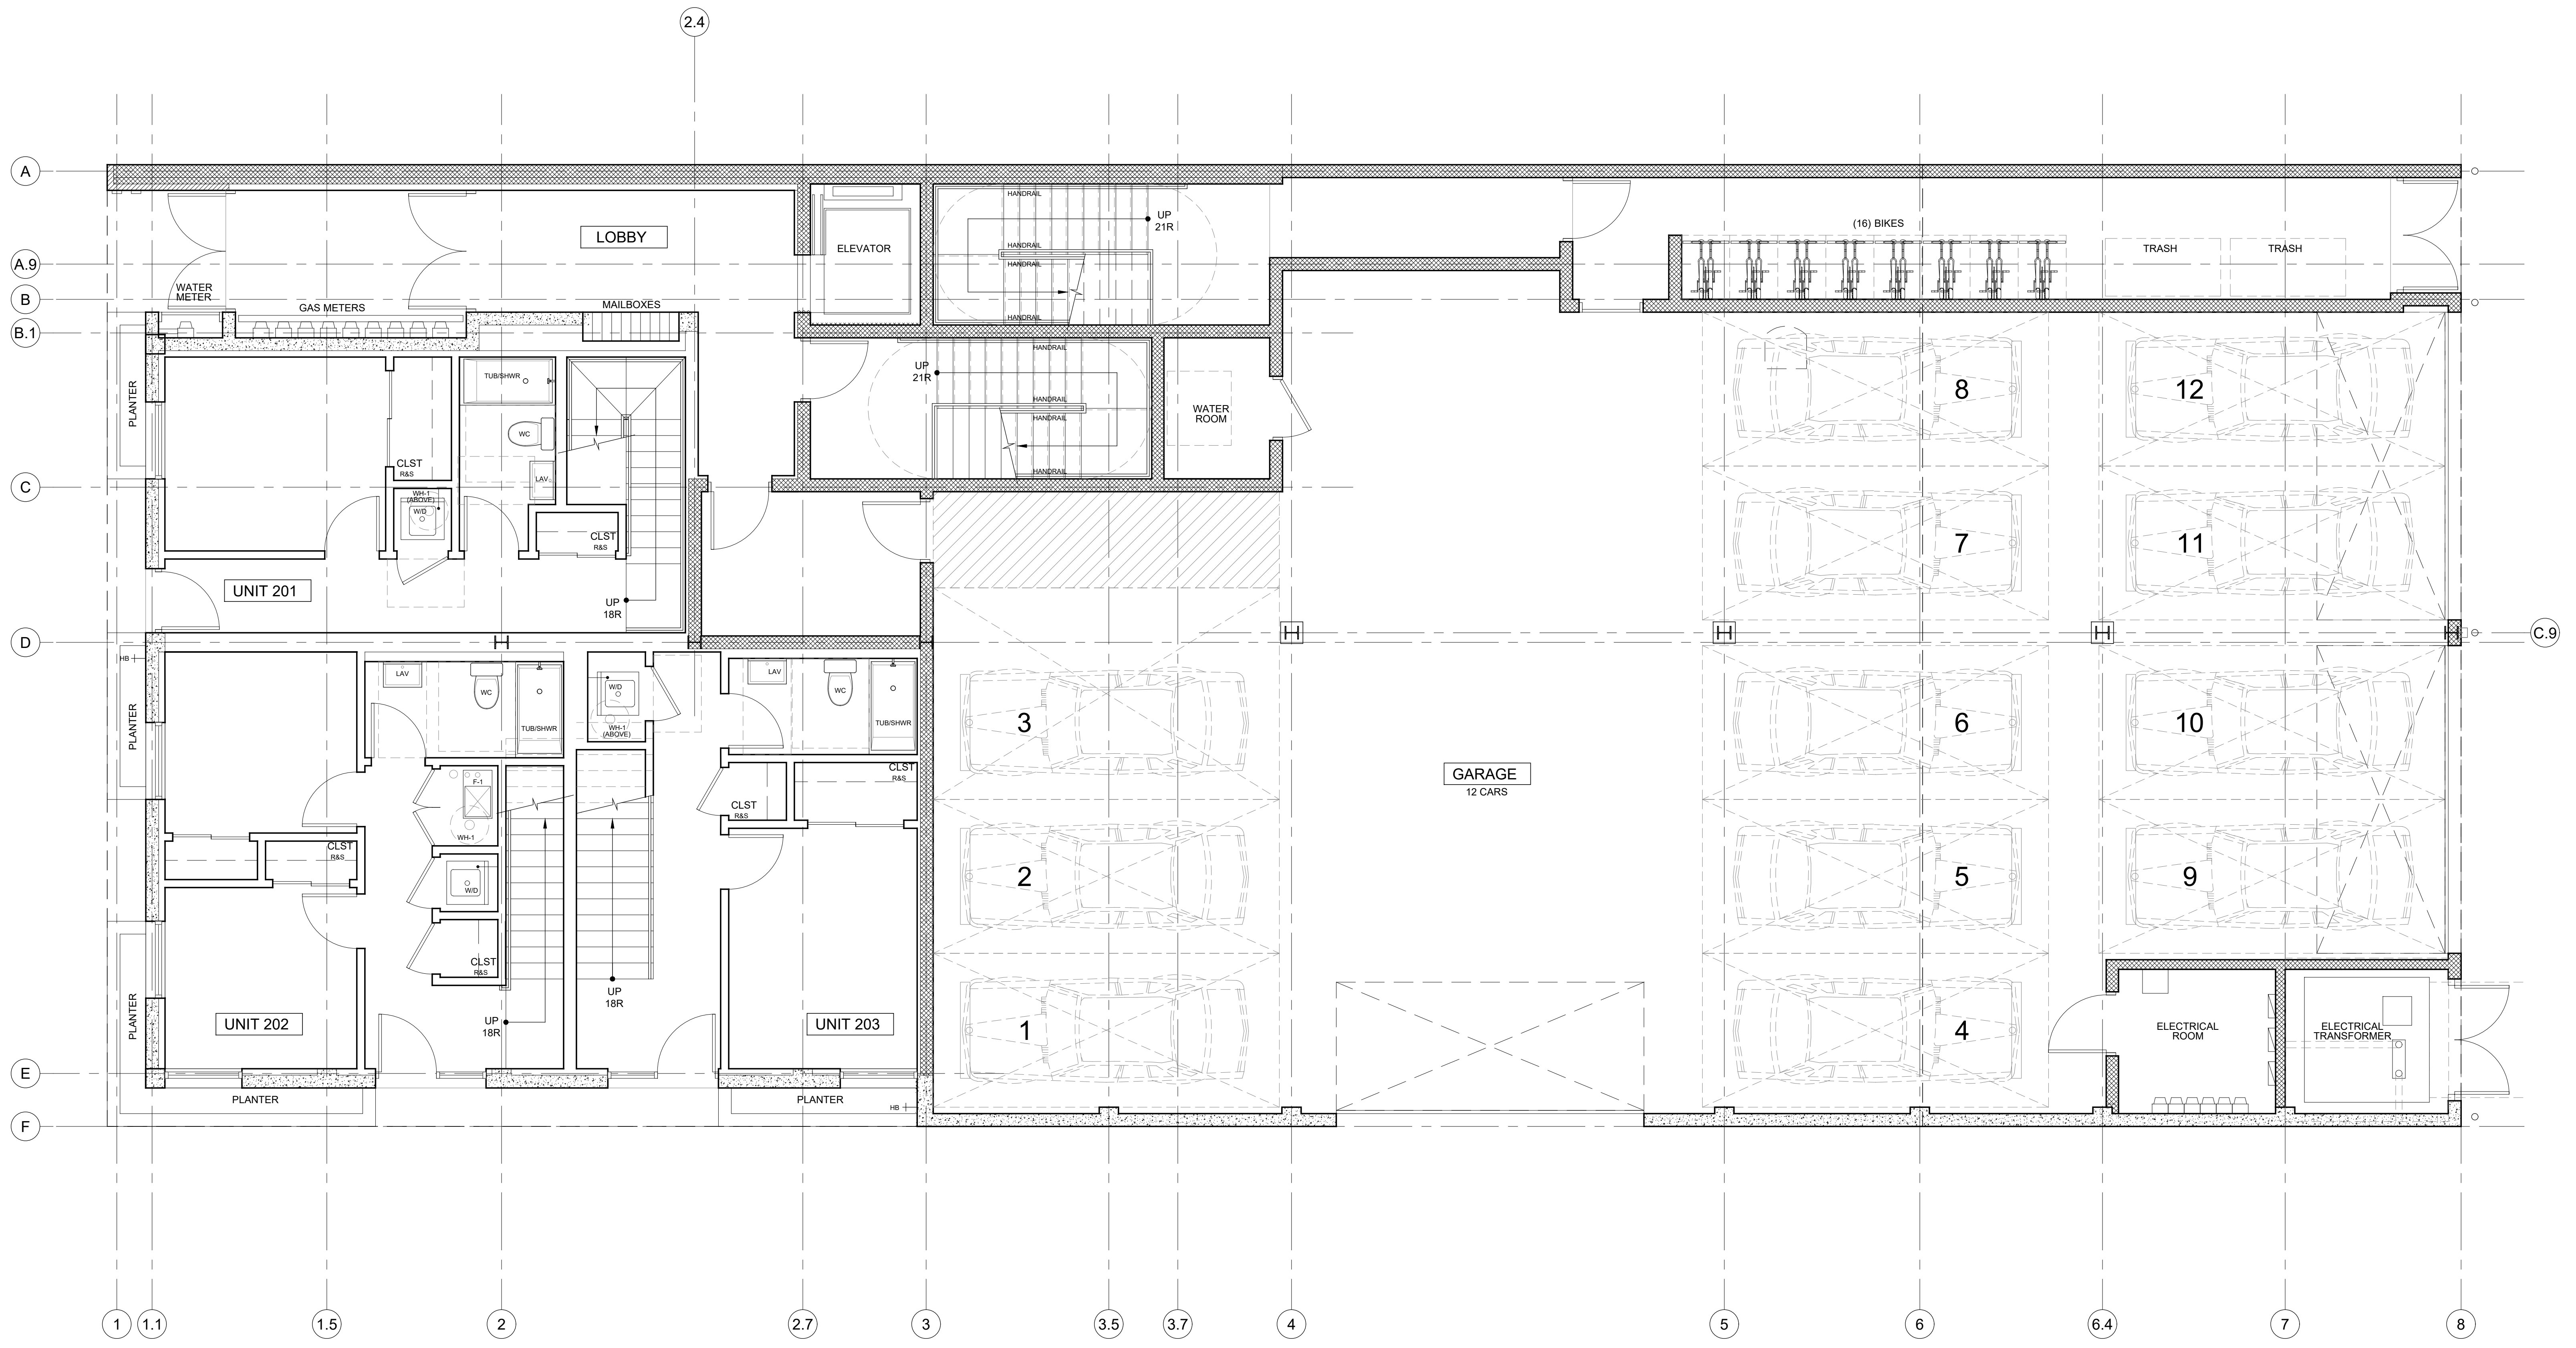 2.4
A
HANDRAIL
UP
21R
(16) BIKES
LOBBY
ELEVATOR
HANDRAIL
TRASH
TRASH
A.9
HANDRAIL
WATER
METER
B
GAS METERS
MAILBOXES
HANDRAIL
B.1
HANDRAIL
UP
21R
TUB/SHWR
PLANTER
8
12
HANDRAIL
WATER
ROOM
HANDRAIL
WC
CLST
R&S
HANDRAIL
LAV
C
WH-1
(ABOVE)
W/D
CLST
R&S
7
11
UNIT 201
UP
18R
D
C.9
HB
LAV
WC
TUB/SHWR
W/D
WH-1
(ABOVE)
LAV
WC
TUB/SHWR
PLANTER
3
6
10
CLST
R&S
F-1
GARAGE
12 CARS
CLST
R&S
WH-1
CLST
R&S
W/D
2
5
9
CLST
R&S
UP
18R
PLANTER
UNIT 202
UP
18R
UNIT 203
1
4
ELECTRICAL
ROOM
ELECTRICAL
TRANSFORMER
E
PLANTER
PLANTER
HB
F
1
1.1
1.5
2
2.7
3
3.5
3.7
4
5
6
6.4
7
8